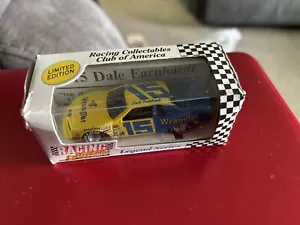 LIMITED
EDITION
Racing Collectables
Club of America
Dale Earnhardt
15
15
Wrangler
RACING
Legend Series